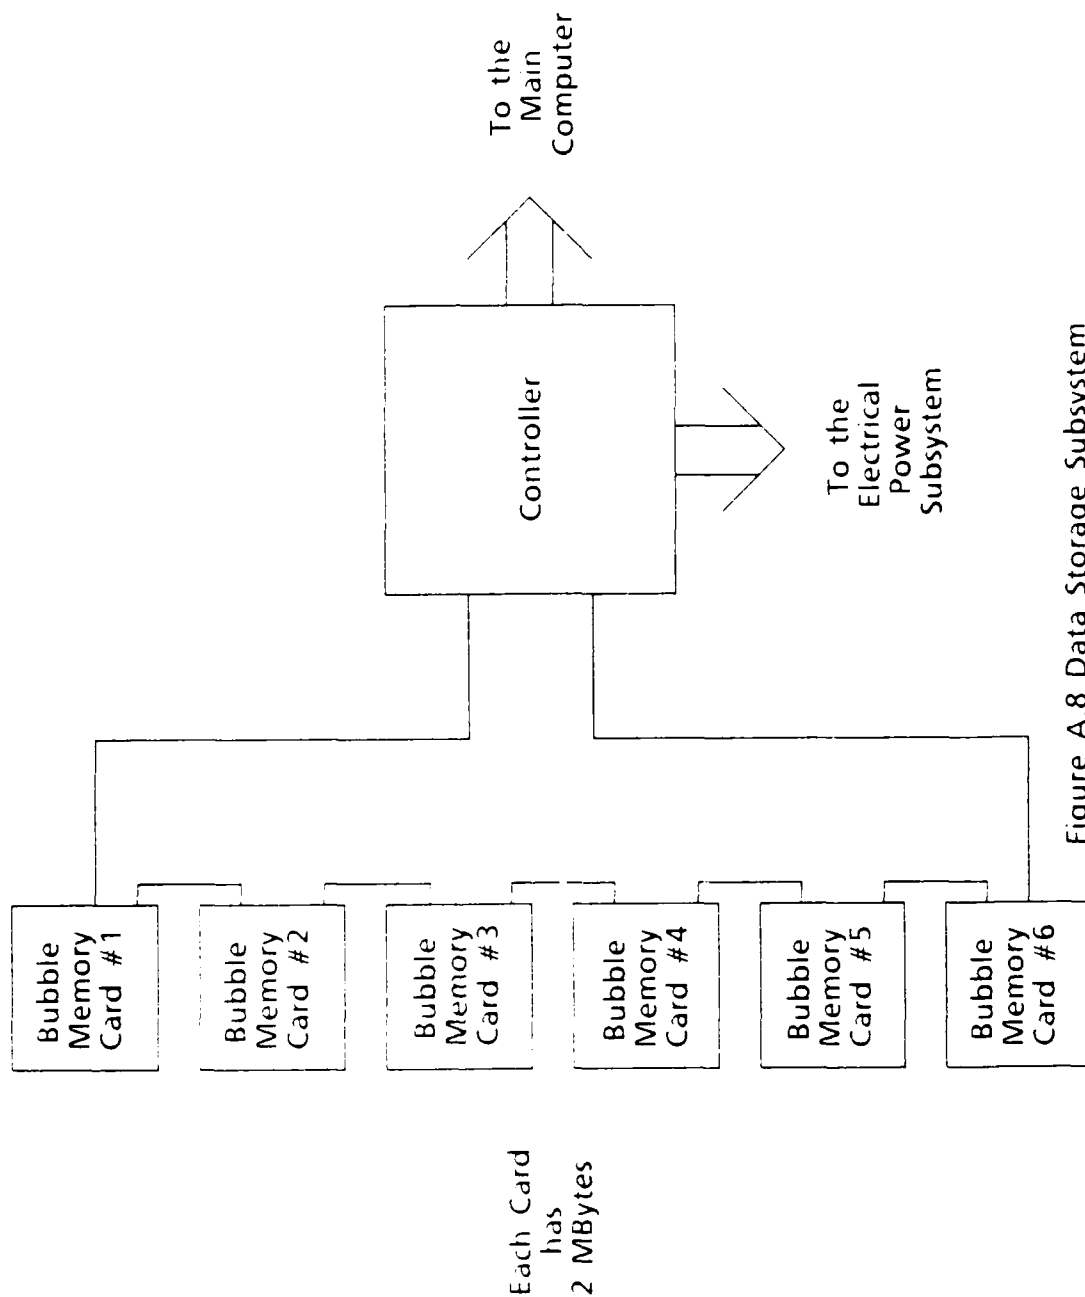 Each Card
has
2 MBytes
Bubble
Memory
Card #1
Bubble
Memory
Card #2
Bubble
Memory
Card #3
Bubble
Memory
Card #4
Bubble
Memory
Card #5
Bubble
Memory
Card #6
Controller
To the
Main
Computer
To the
Electrical
Power
Subsystem
Figure A.8 Data Storage Subsystem